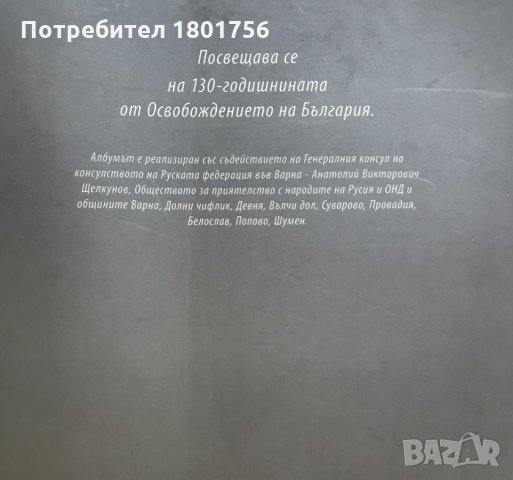 Потребител 1801756
Посвещава се
на 130-годишнината
от Освобождението на България.
Албумът е реализиран със съдействието на Генералния консул на
консулството на Руската федерация във Варна - Анатолий Викторович
Щелкунов, Обществото за приятелство с народите на Русия и ОНД и
общините Варна, Долни чифлик, Девня, Вълчи дол, Суварово, Провадия,
Белослав, Попово, Шумен.
BAZAR